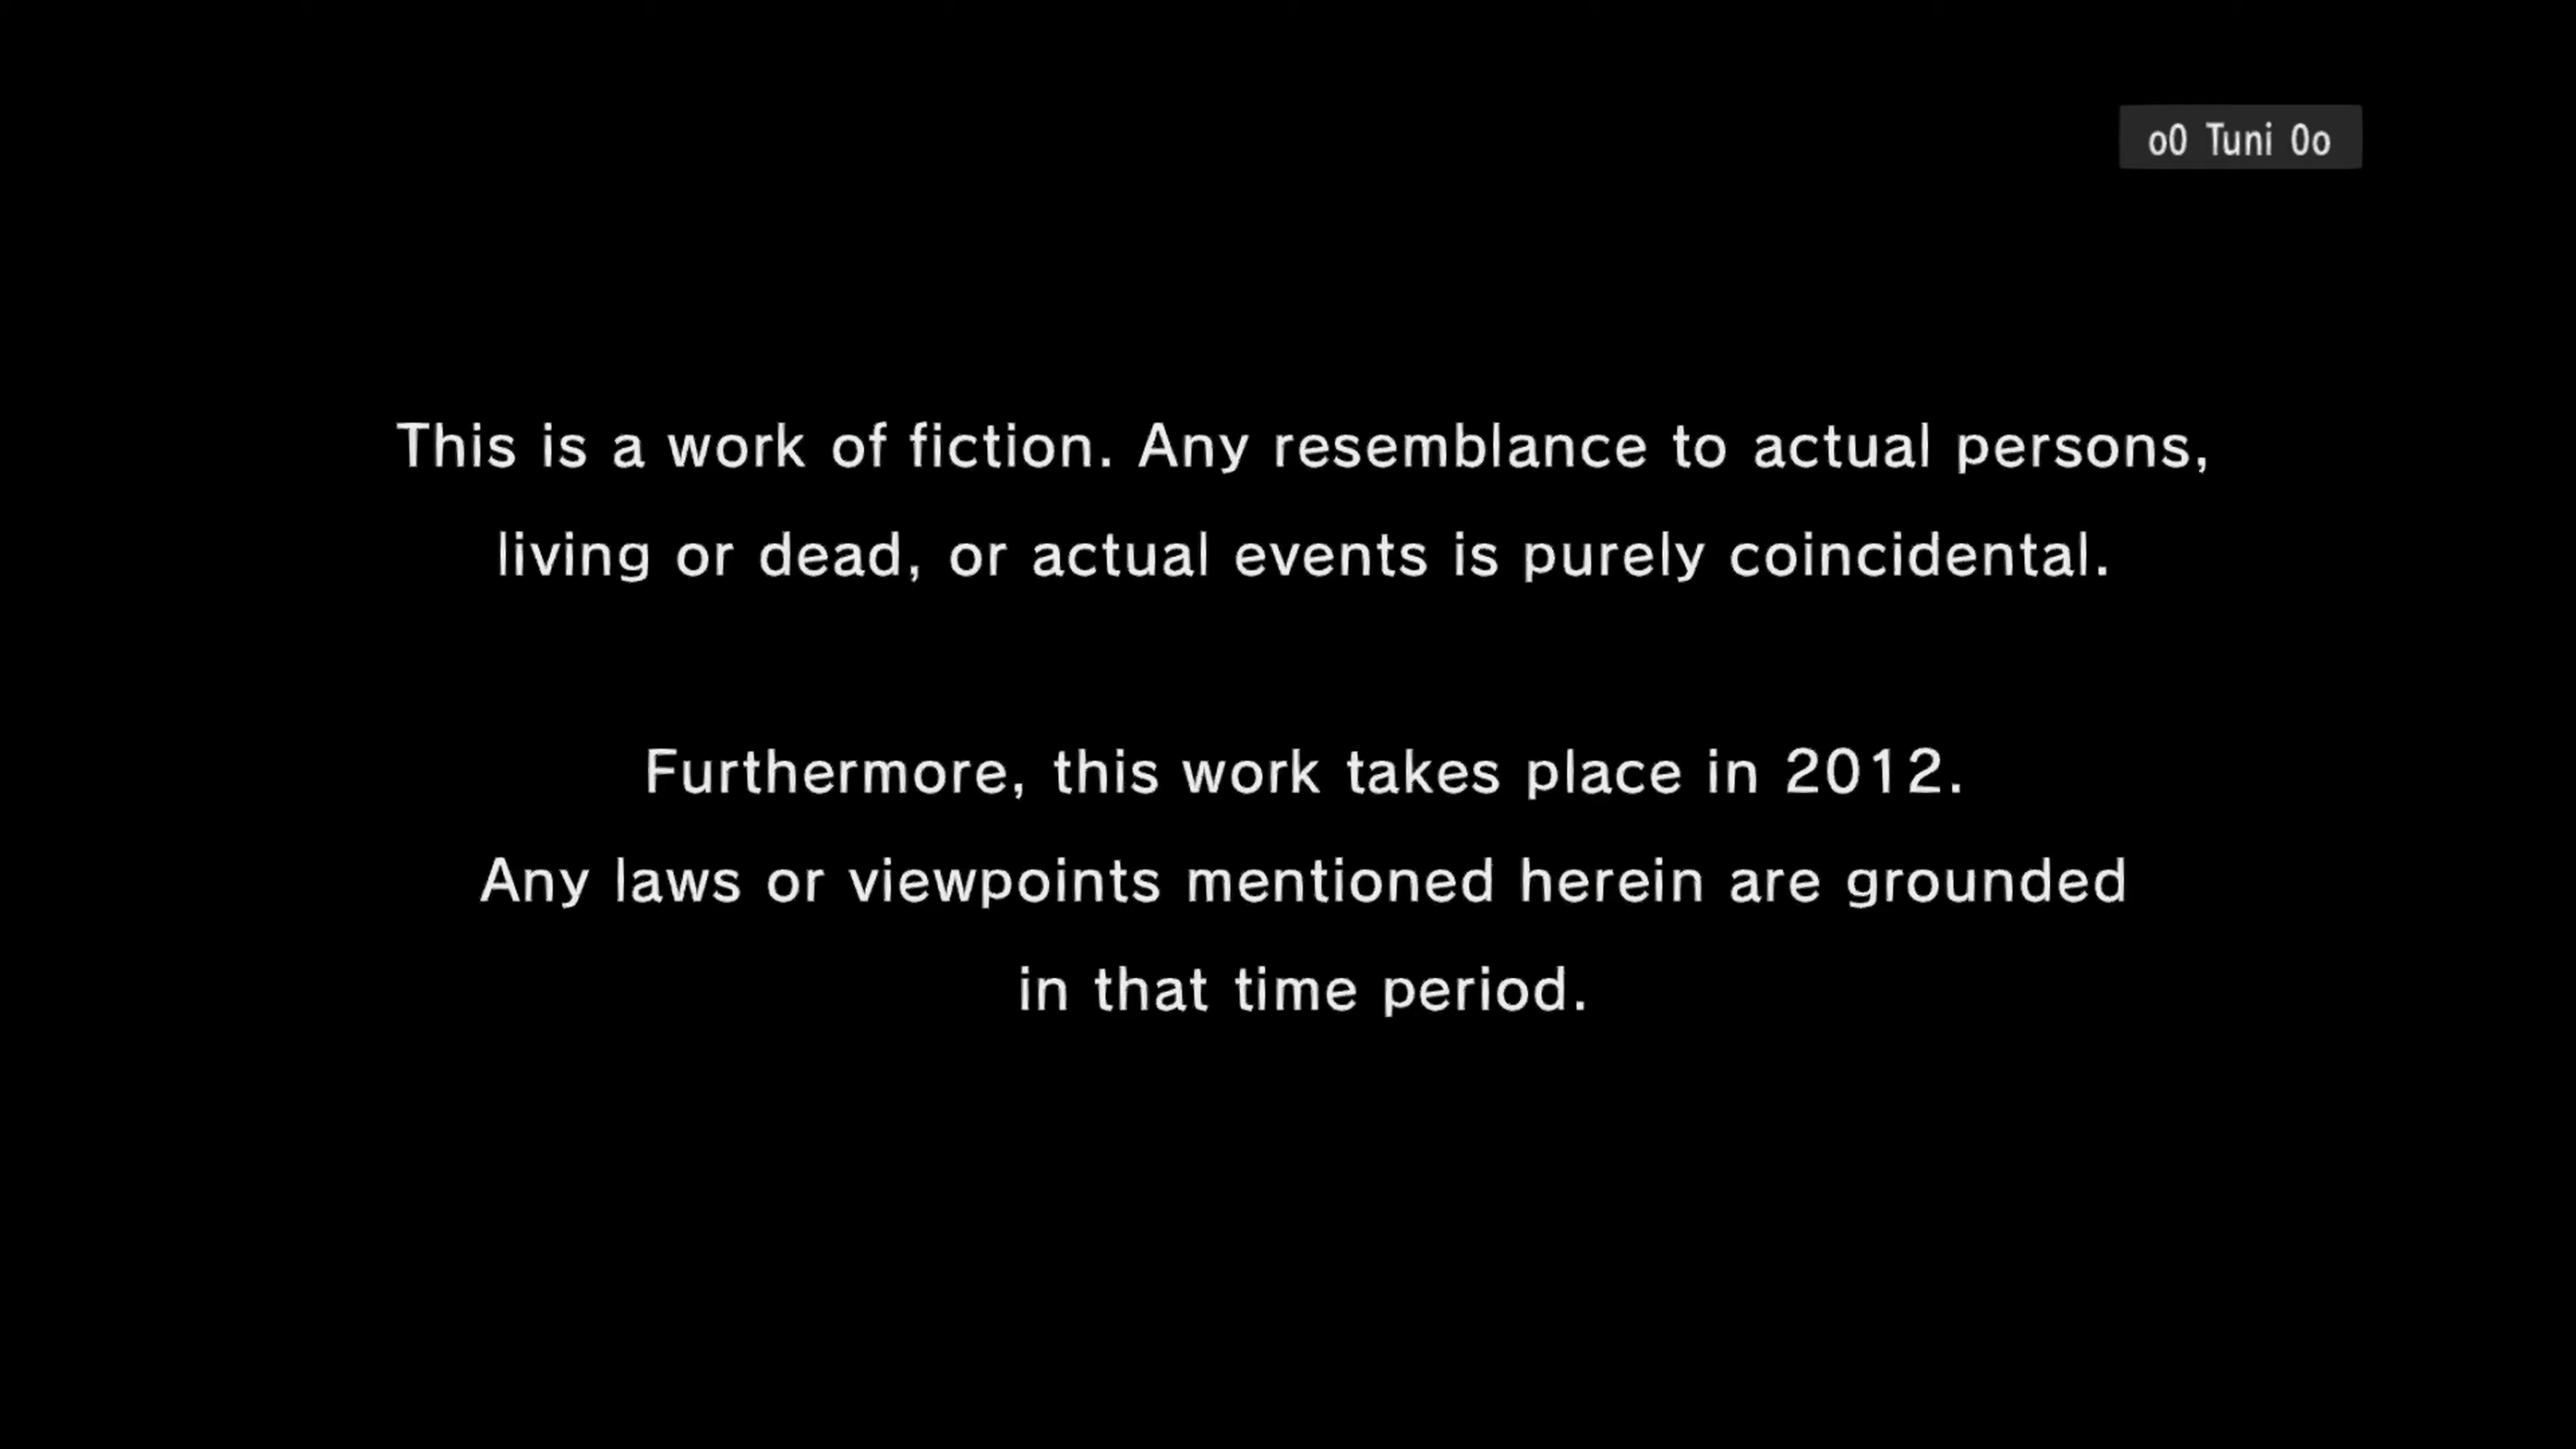 o0 Tuni 0o
This is a work of fiction. Any resemblance to actual persons,
living or dead, or actual events is purely coincidental.
Furthermore, this work takes place in 2012.
Any laws or viewpoints mentioned herein are grounded
in that time period.